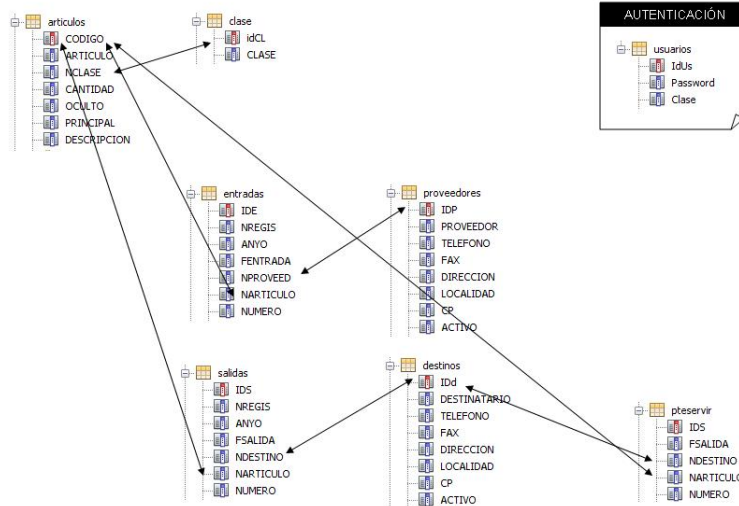 articulos
CODIGO
ARTICULO
NCLASE
CANTIDAD
OCULTO
PRINCIPAL
DESCRIPCION
clase
idCL
CLASE
AUTENTICACIÓN
usuarios
IdUs
Password
Clase
entradas
IDE
NREGIS
ANYO
FENTRADA
NPROVEED
NARTICULO
NUMERO
proveedores
IDP
PROVEEDOR
TELEFONO
FAX
DIRECCION
LOCALIDAD
CP
ACTIVO
salidas
IDS
NREGIS
ANYO
FSALIDA
NDESTINO
NARTICULO
NUMERO
destinos
IDd
DESTINATARIO
TELEFONO
FAX
DIRECCION
LOCALIDAD
CP
ACTIVO
pteservir
IDS
FSALIDA
NDESTINO
NARTICULO
NUMERO